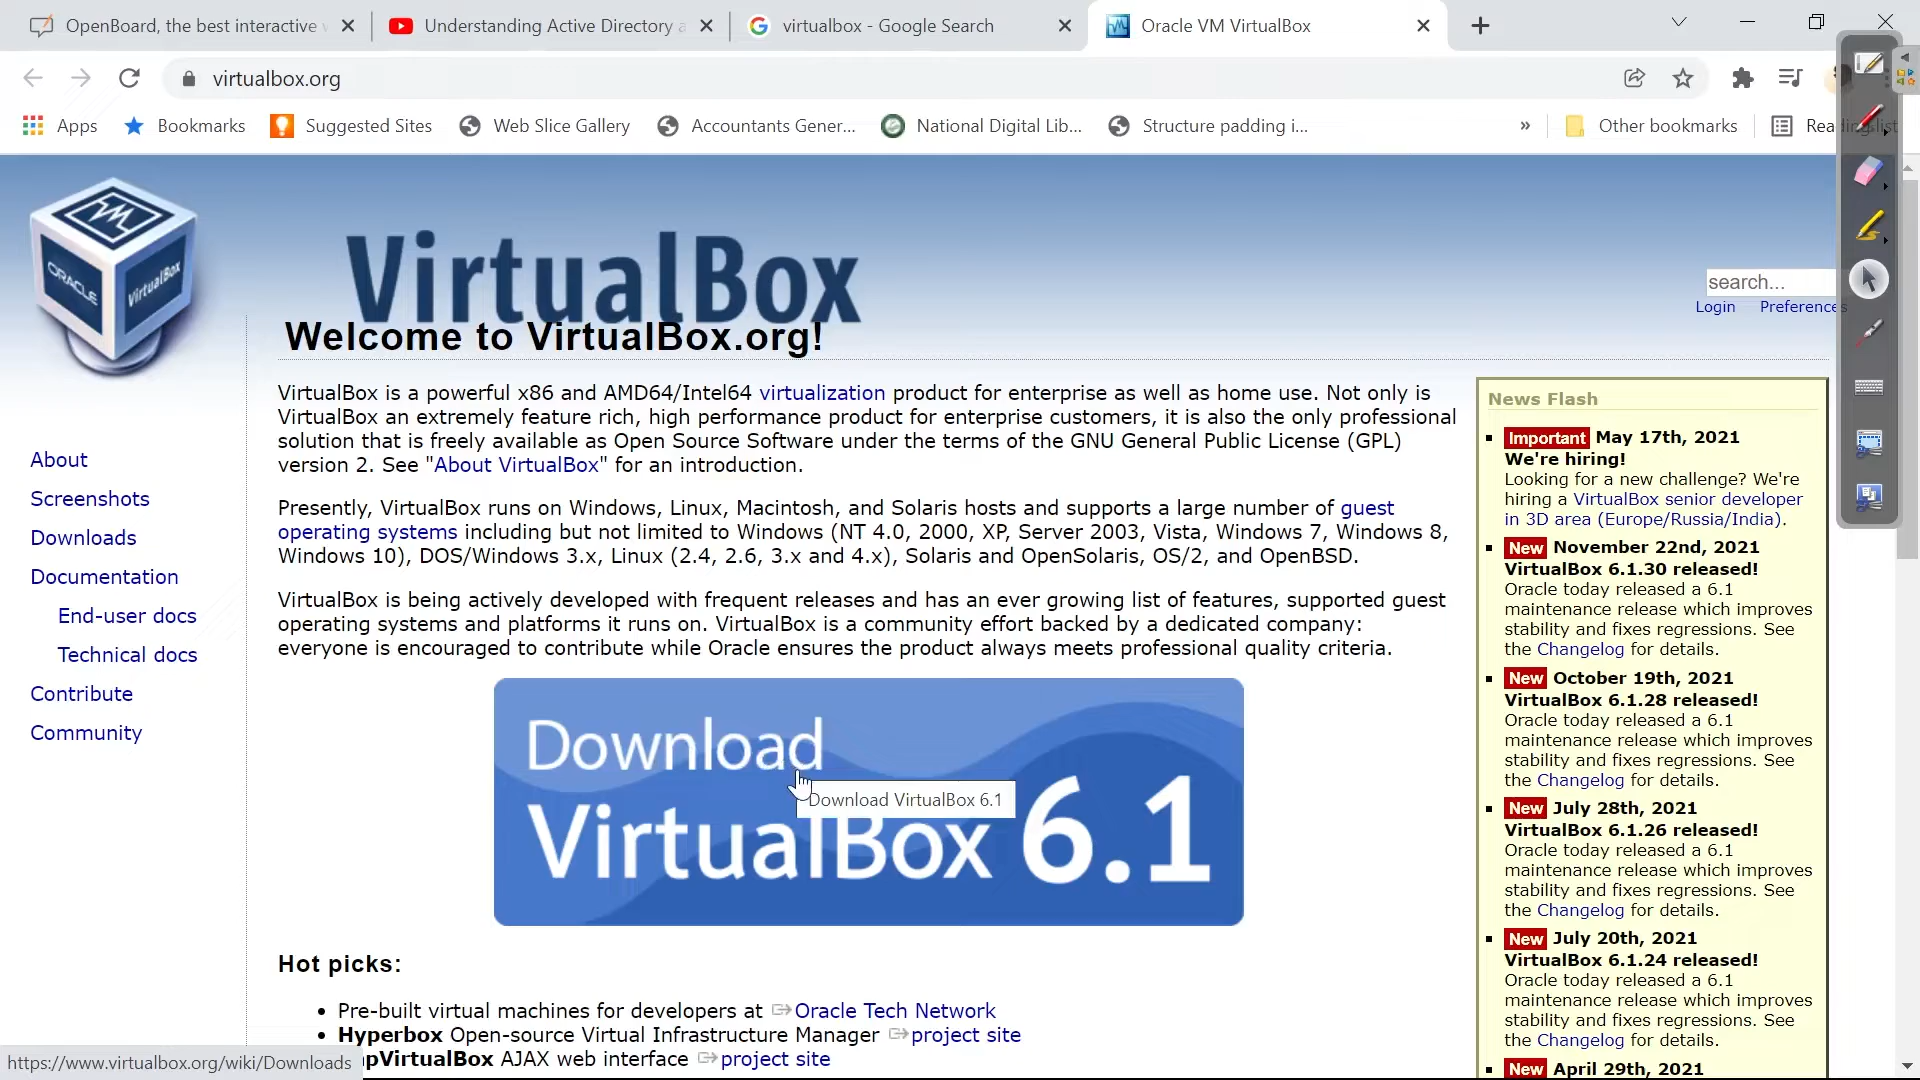 OpenBoard, the best interactive
Understanding Active Directory a
virtualbox - Google Search
Oracle VM VirtualBox
virtualbox.org
Apps
Bookmarks
Suggested Sites
Web Slice Gallery
Accountants Gener...
National Digital Lib...
Structure padding i...
»
Other bookmarks
Reading list
ORACLE
VirtualBox
VirtualBox
search...
Login Preferences
Welcome to VirtualBox.org!
About
Screenshots
Downloads
Documentation
End-user docs
Technical docs
Contribute
Community
VirtualBox is a powerful x86 and AMD64/Intel64 virtualization product for enterprise as well as home use. Not only is
VirtualBox an extremely feature rich, high performance product for enterprise customers, it is also the only professional
solution that is freely available as Open Source Software under the terms of the GNU General Public License (GPL)
version 2. See "About VirtualBox" for an introduction.
Presently, VirtualBox runs on Windows, Linux, Macintosh, and Solaris hosts and supports a large number of guest
operating systems including but not limited to Windows (NT 4.0, 2000, XP, Server 2003, Vista, Windows 7, Windows 8,
Windows 10), DOS/Windows 3.x, Linux (2.4, 2.6, 3.x and 4.x), Solaris and OpenSolaris, OS/2, and OpenBSD.
VirtualBox is being actively developed with frequent releases and has an ever growing list of features, supported guest
operating systems and platforms it runs on. VirtualBox is a community effort backed by a dedicated company:
everyone is encouraged to contribute while Oracle ensures the product always meets professional quality criteria.
Download
VirtualBox 6.1
Download VirtualBox 6.1
Hot picks:
• Pre-built virtual machines for developers at Oracle Tech Network
• Hyperbox Open-source Virtual Infrastructure Manager project site
pVirtualBox AJAX web interface project site
News Flash
Important May 17th, 2021
We're hiring!
Looking for a new challenge? We're
hiring a VirtualBox senior developer
in 3D area (Europe/Russia/India).
New November 22nd, 2021
VirtualBox 6.1.30 released!
Oracle today released a 6.1
maintenance release which improves
stability and fixes regressions. See
the Changelog for details.
New October 19th, 2021
VirtualBox 6.1.28 released!
Oracle today released a 6.1
maintenance release which improves
stability and fixes regressions. See
the Changelog for details.
New July 28th, 2021
VirtualBox 6.1.26 released!
Oracle today released a 6.1
maintenance release which improves
stability and fixes regressions. See
the Changelog for details.
New July 20th, 2021
VirtualBox 6.1.24 released!
Oracle today released a 6.1
maintenance release which improves
stability and fixes regressions. See
the Changelog for details.
New April 29th, 2021
https://www.virtualbox.org/wiki/Downloads